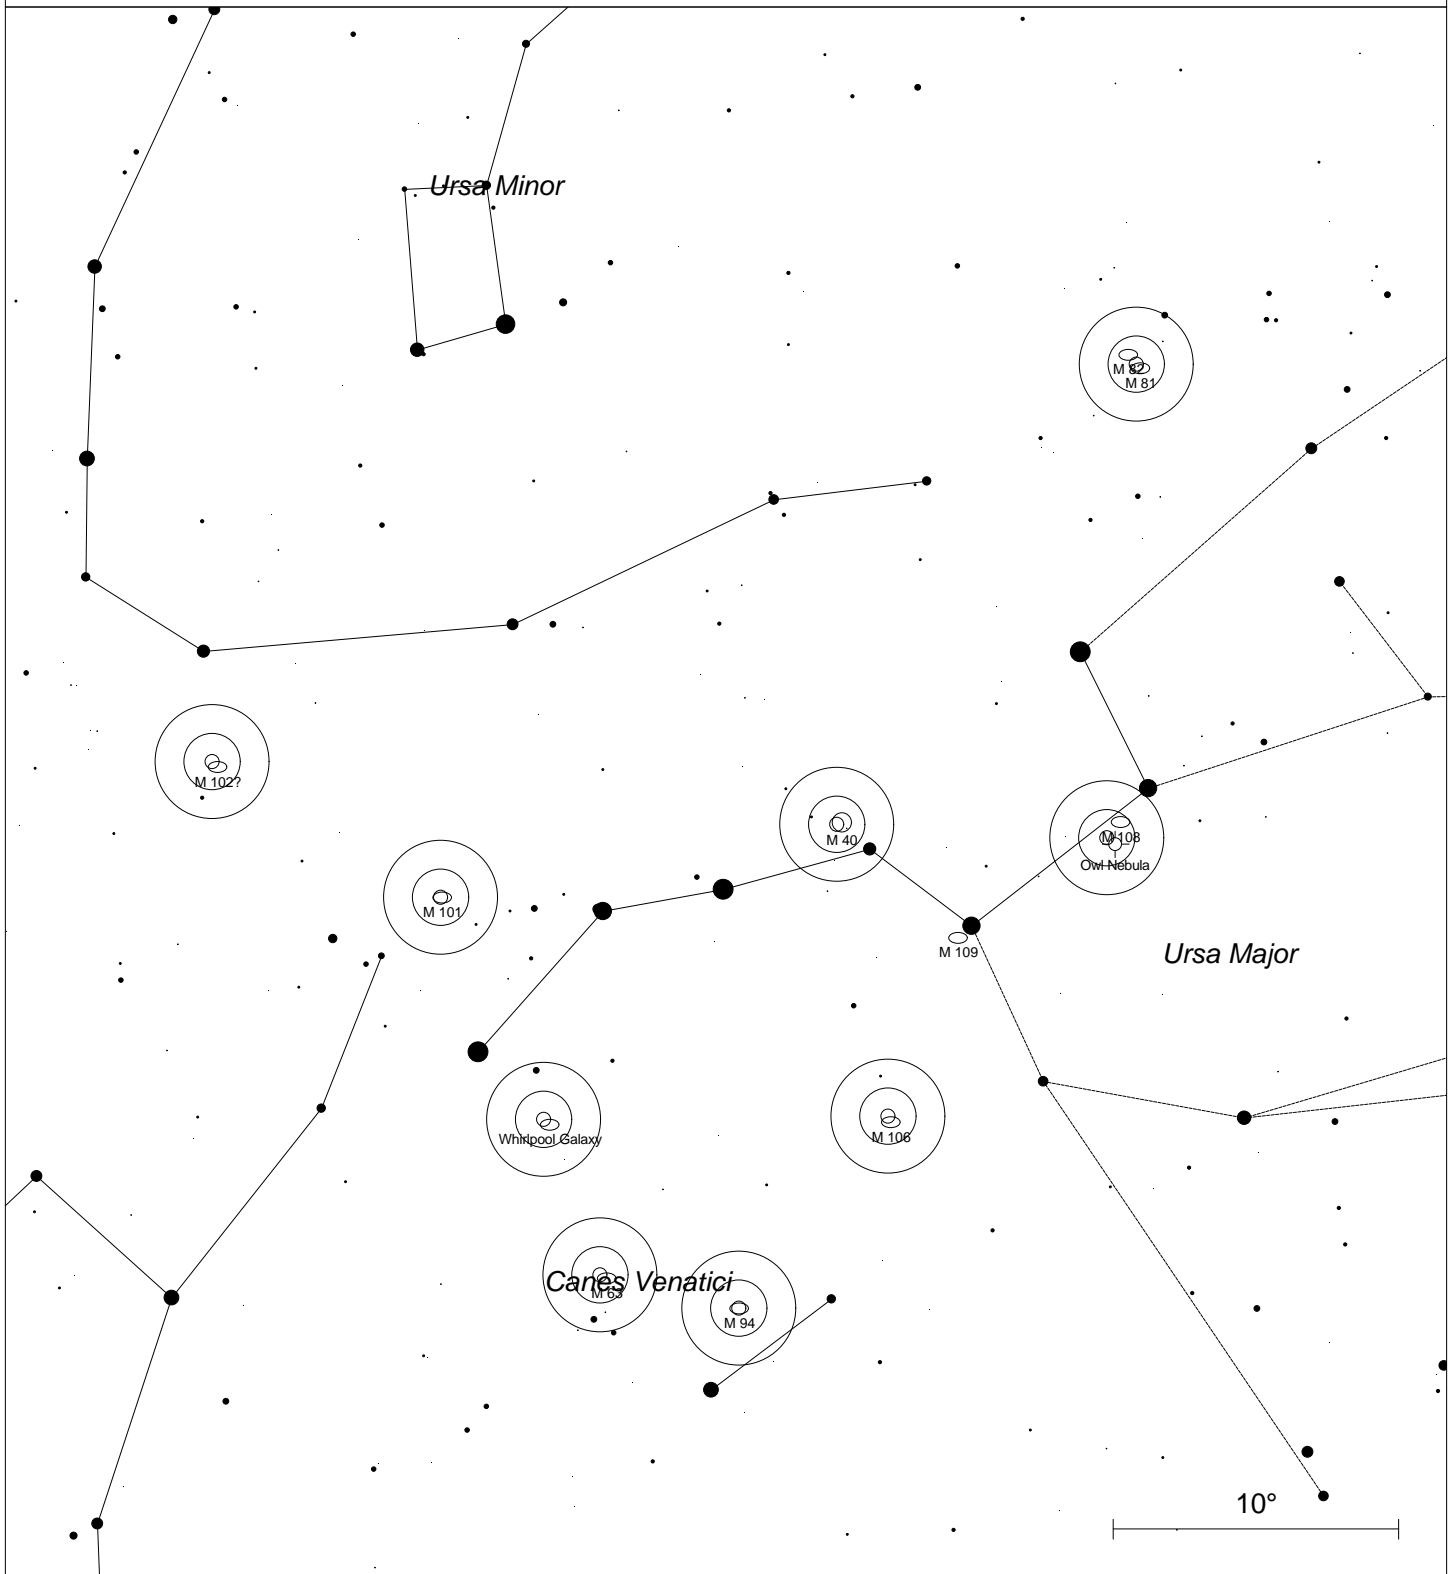 Ursa Minor
M 82
M 81
M 102?
M 40
M 108
Owl Nebula
M 101
M 109
Ursa Major
Whirlpool Galaxy
M 106
Canes Venatici
M 63
M 94
10°